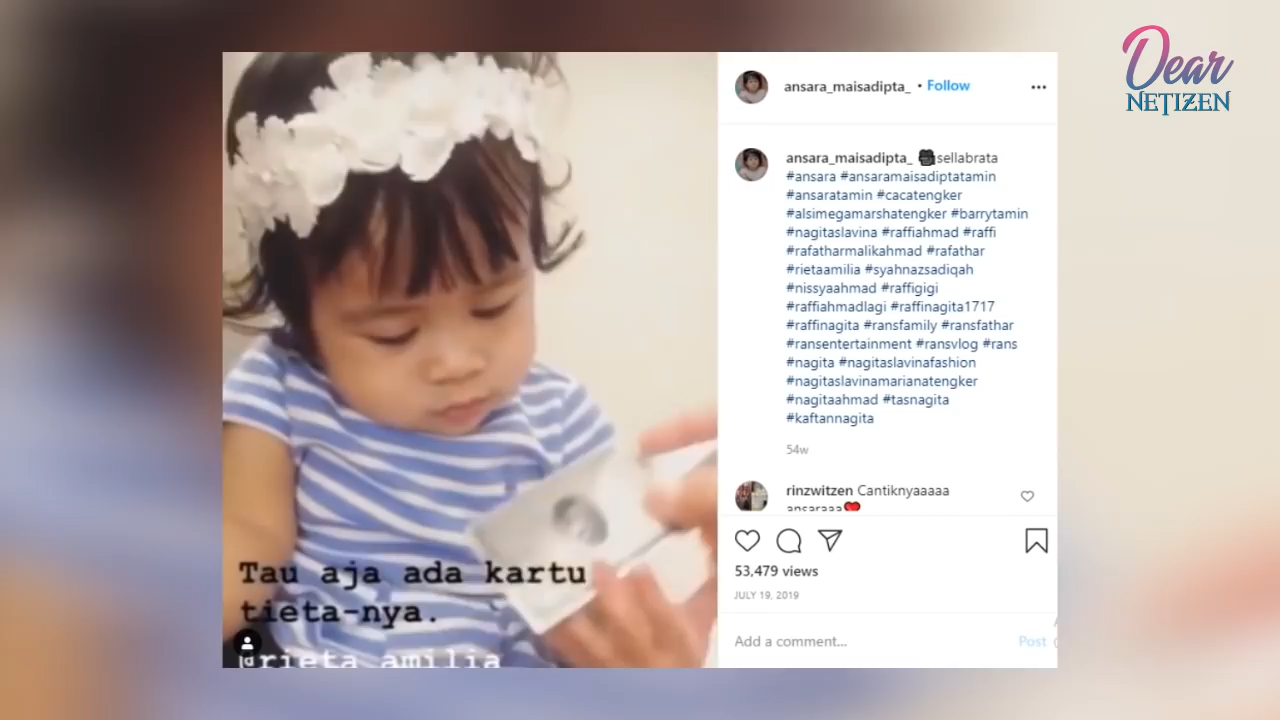 Dear
NETIZEN
ansara_maisadipta_ • Follow
ansara_maisadipta_ sellabrata
#ansara #ansaramaisadiptatamin
#ansaratamin #cacatengker
#alsimegamarshatengker #barrytamin
#nagitaslavina #raffiahmad #raffi
#rafatharmalikahmad #rafathar
#rietaamilia #syahnazsadiqah
#nissyaahmad #raffigigi
#raffiahmadlagi #raffinagita1717
#raffinagita #ransfamily #ransfathar
#ransentertainment #ransvlog #rans
#nagita #nagitaslavinafashion
#nagitaslavinamarianatengker
#nagitaahmad #tasnagita
#kaftannagita
54w
rinzwitzen Cantiknyaaaaa
ansaraaa❤️
53,479 views
JULY 19, 2019
Add a comment... Post
Tau aja ada kartu
tieta-nya.
@rieta_amilia